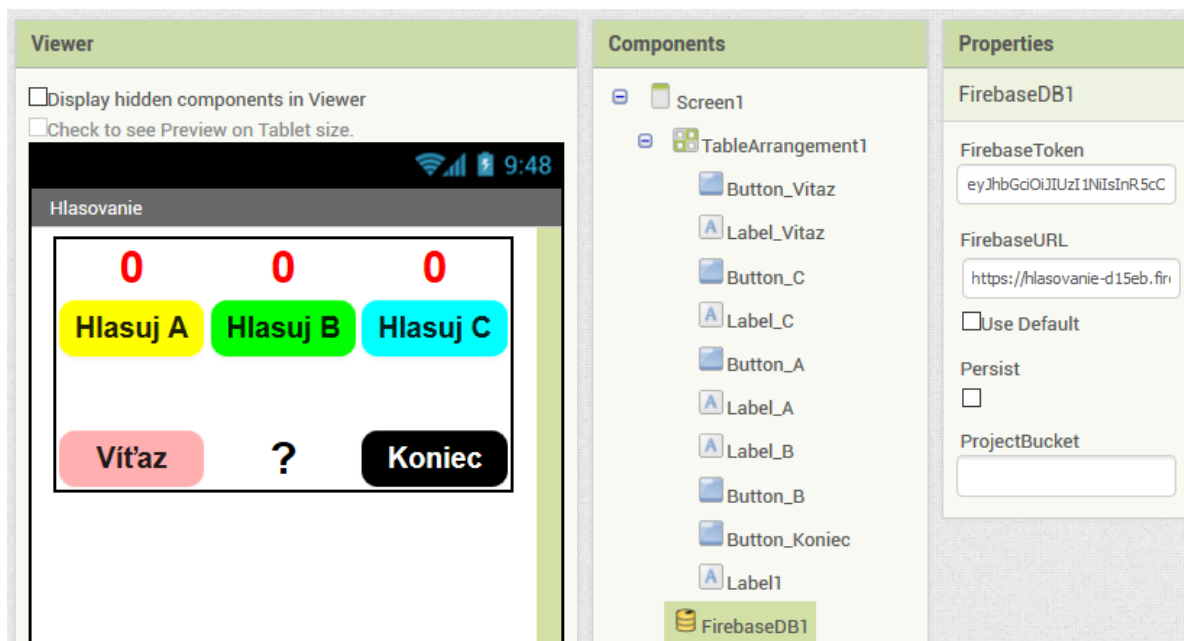 Viewer
Display hidden components in Viewer
Check to see Preview on Tablet size.
9:48
Hlasovanie
0 0 0
Hlasuj A Hlasuj B Hlasuj C
Víťaz ? Koniec
Components
Screen1
TableArrangement1
Button_Vitaz
Label_Vitaz
Button_C
Label_C
Button_A
Label_A
Label_B
Button_B
Button_Koniec
Label1
FirebaseDB1
Properties
FirebaseDB1
FirebaseToken
eyJhbGciOiJIUzI1NiIsInR5cC
FirebaseURL
https://hlasovanie-d15eb.fire
Use Default
Persist
ProjectBucket